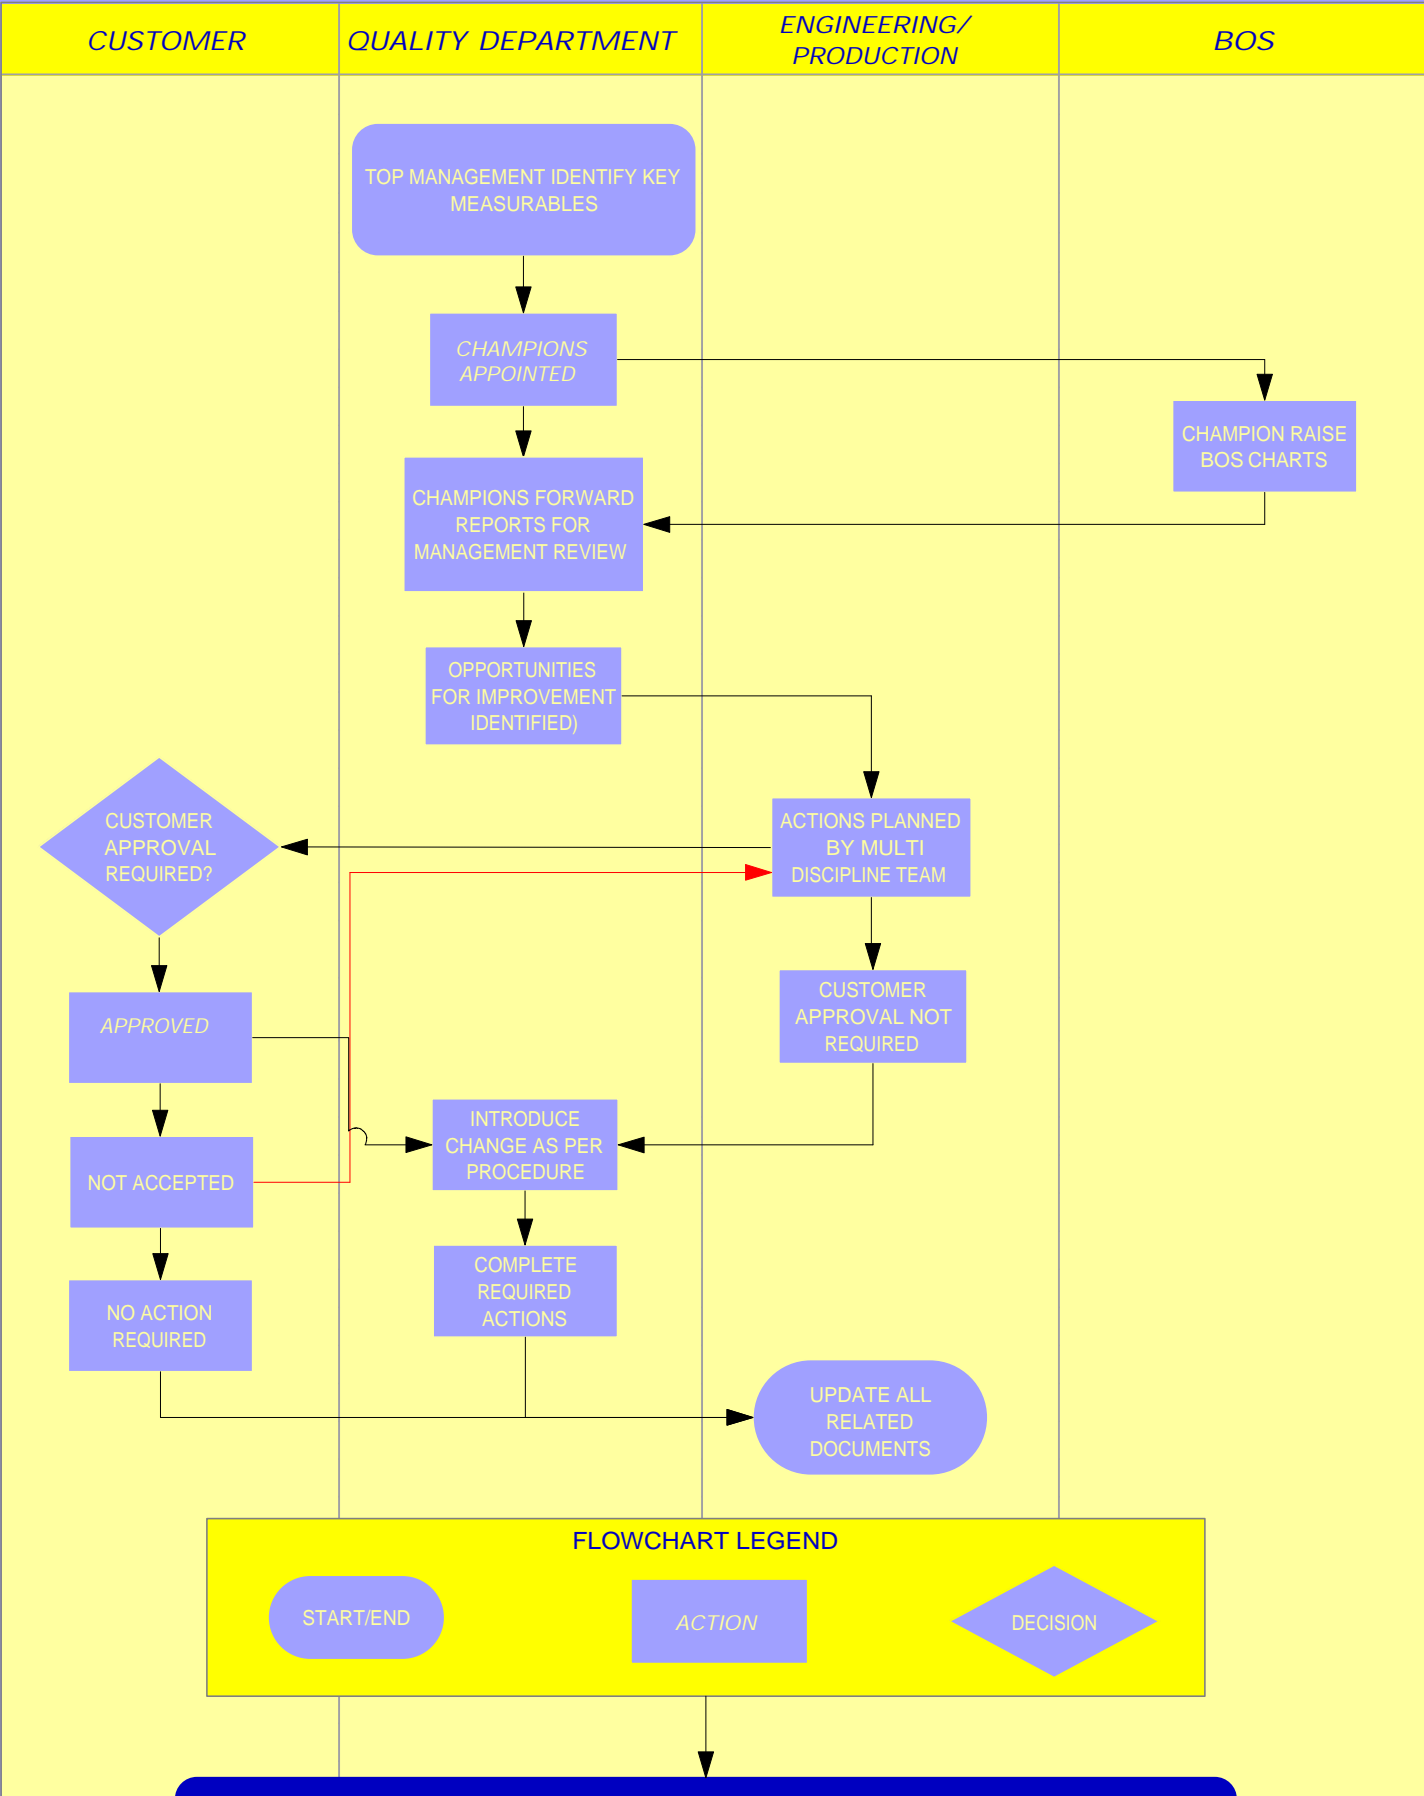 CUSTOMER
QUALITY DEPARTMENT
ENGINEERING/
PRODUCTION
BOS
TOP MANAGEMENT IDENTIFY KEY
MEASURABLES
CHAMPIONS
APPOINTED
CHAMPION RAISE
BOS CHARTS
CHAMPIONS FORWARD
REPORTS FOR
MANAGEMENT REVIEW
OPPORTUNITIES
FOR IMPROVEMENT
IDENTIFIED)
CUSTOMER
APPROVAL
REQUIRED?
ACTIONS PLANNED
BY MULTI
DISCIPLINE TEAM
APPROVED
CUSTOMER
APPROVAL NOT
REQUIRED
INTRODUCE
CHANGE AS PER
PROCEDURE
NOT ACCEPTED
COMPLETE
REQUIRED
ACTIONS
NO ACTION
REQUIRED
UPDATE ALL
RELATED
DOCUMENTS
FLOWCHART LEGEND
START/END
ACTION
DECISION